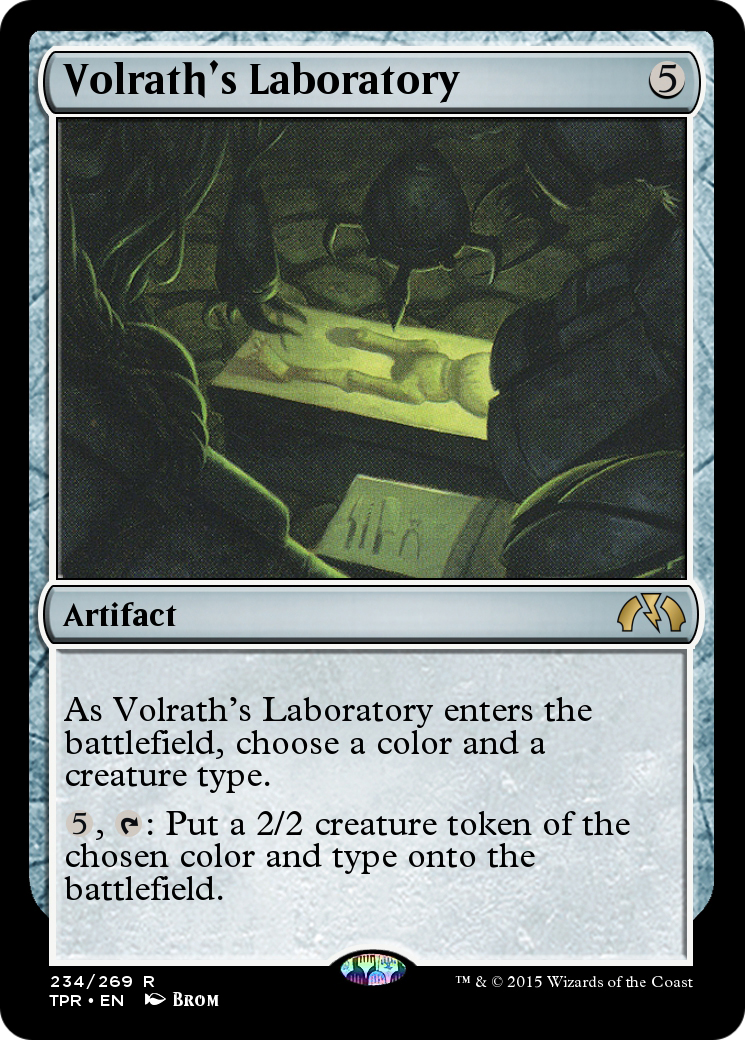 Volrath's Laboratory 5
Artifact
As Volrath's Laboratory enters the
battlefield, choose a color and a
creature type.
5, : Put a 2/2 creature token of the
chosen color and type onto the
battlefield.
234/269 R
™ & © 2015 Wizards of the Coast
TPR • EN Brom